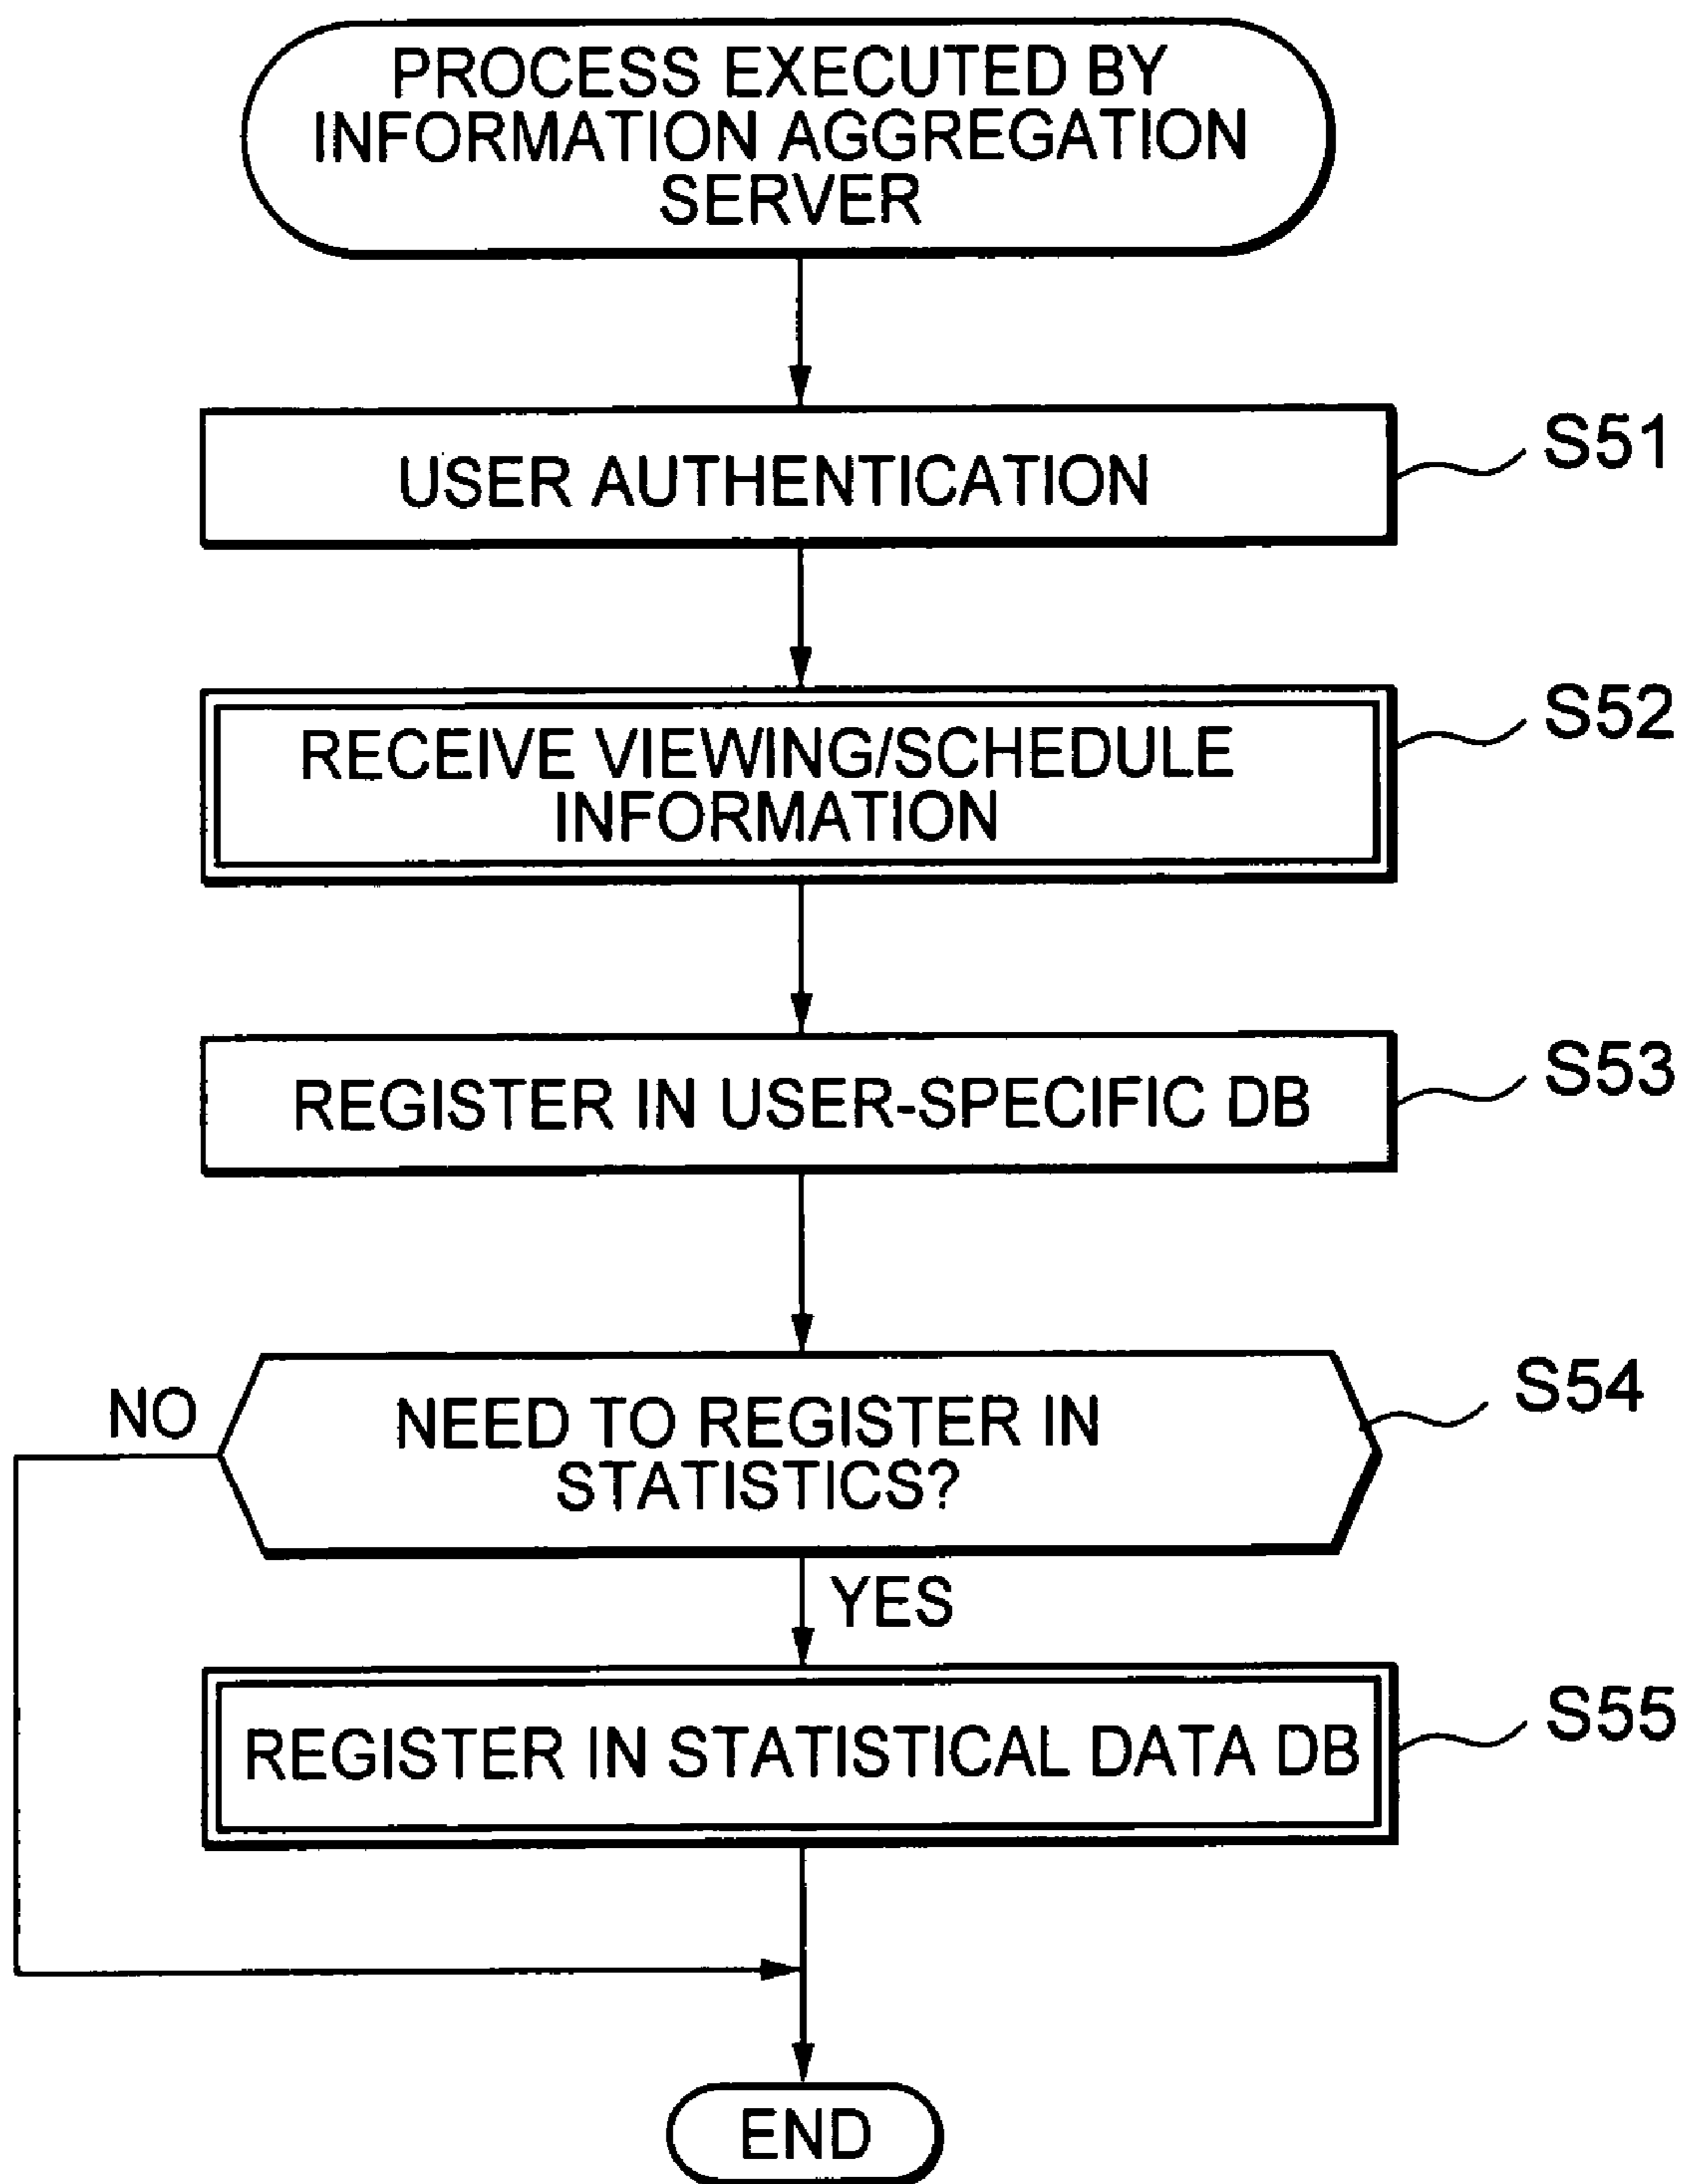 PROCESS EXECUTED BY
INFORMATION AGGREGATION
SERVER
USER AUTHENTICATION
S51
RECEIVE VIEWING/SCHEDULE
INFORMATION
S52
REGISTER IN USER-SPECIFIC DB
S53
NO
NEED TO REGISTER IN
STATISTICS?
S54
YES
REGISTER IN STATISTICAL DATA DB
S55
END